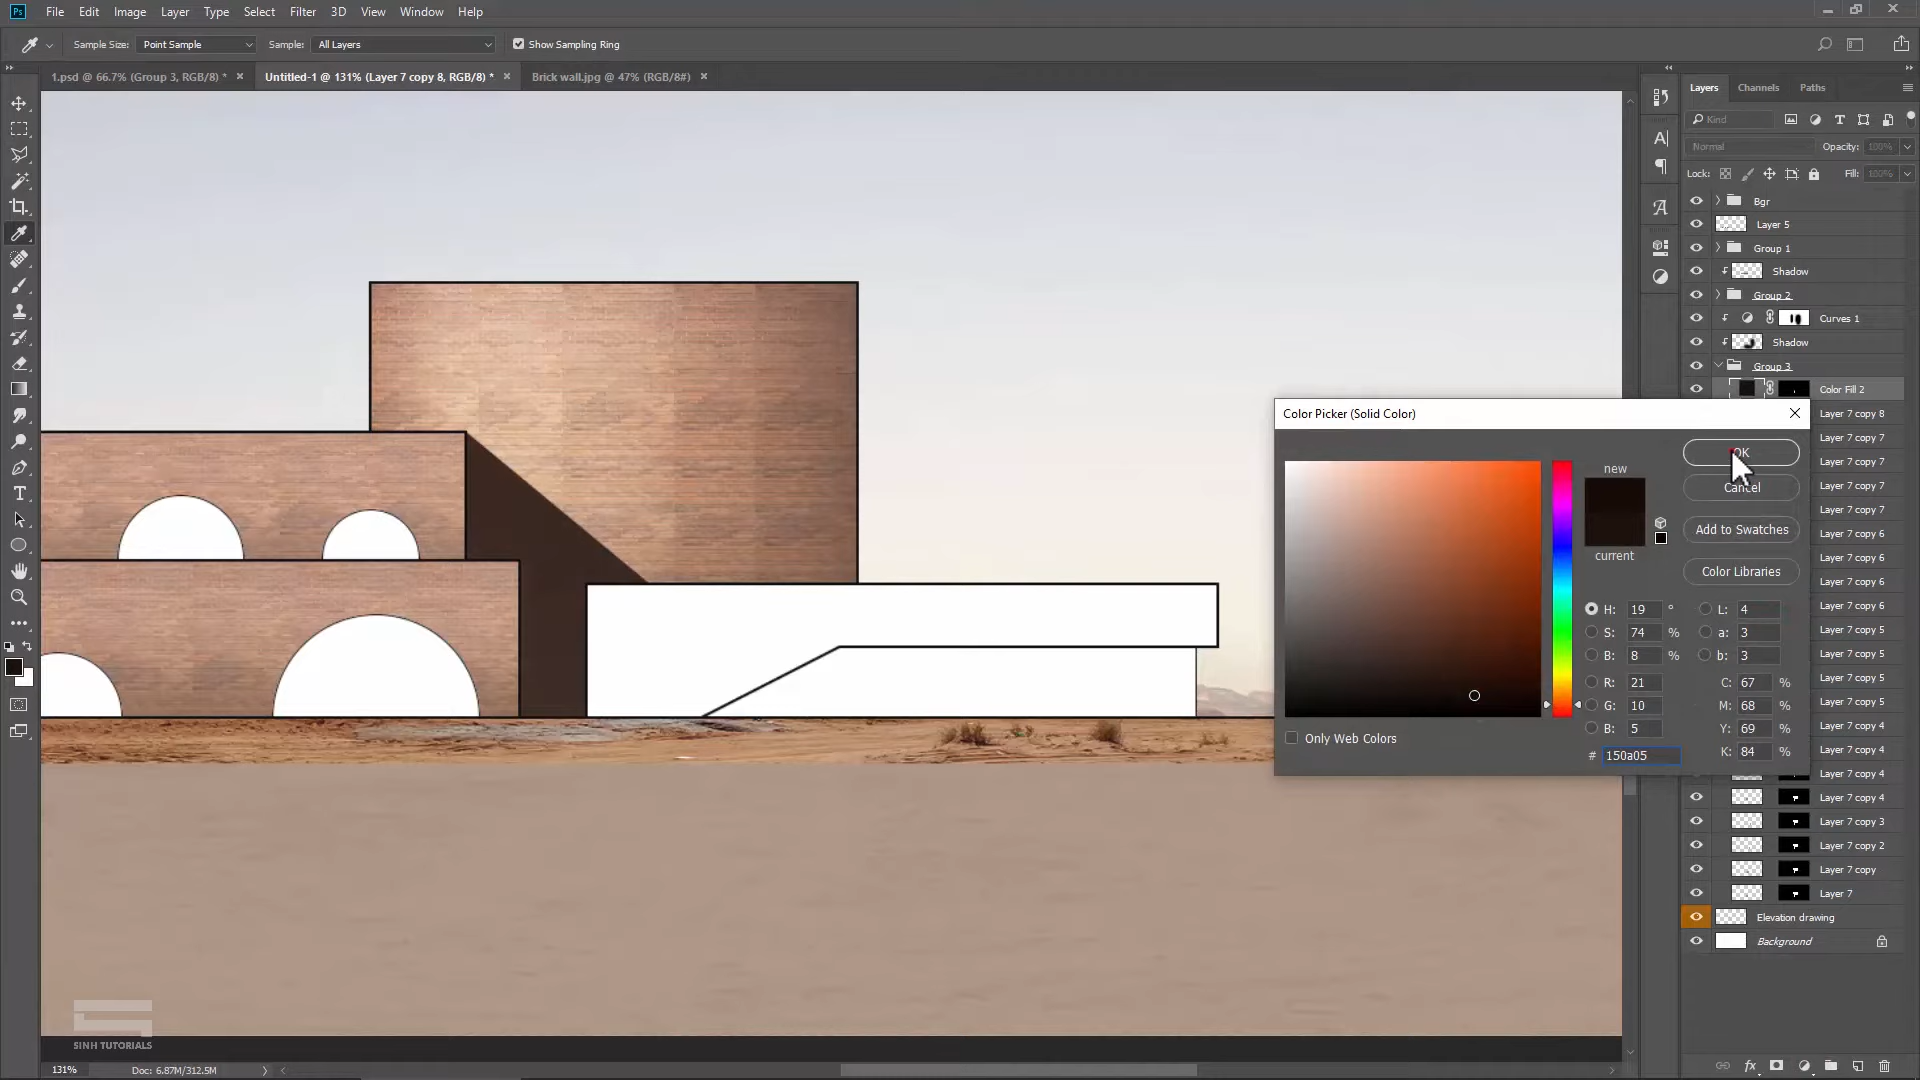 Ps File Edit Image Layer Type Select Filter 3D View Window Help
Sample Size: Point Sample Sample: All Layers Show Sampling Ring
1.psd @ 66.7% (Group 3, RGB/8) * × Untitled-1 @ 131% (Layer 7 copy 8, RGB/8) * × Brick wall.jpg @ 47% (RGB/8#) ×
Layers Channels Paths
Kind
Normal Opacity: 100%
Lock: Fill: 100%
Bgr
Layer 5
Group 1
Shadow
Group 2
Curves 1
Shadow
Group 3
Color Fill 2
Layer 7 copy 8
Layer 7 copy 7
Layer 7 copy 7
Layer 7 copy 7
Layer 7 copy 7
Layer 7 copy 6
Layer 7 copy 6
Layer 7 copy 6
Layer 7 copy 6
Layer 7 copy 5
Layer 7 copy 5
Layer 7 copy 5
Layer 7 copy 5
Layer 7 copy 4
Layer 7 copy 4
Layer 7 copy 4
Layer 7 copy 4
Layer 7 copy 3
Layer 7 copy 2
Layer 7 copy
Layer 7
Elevation drawing
Background
Color Picker (Solid Color)
new
current
OK
Cancel
Add to Swatches
Color Libraries
H: 19 ° L: 4
S: 74 % a: 3
B: 8 % b: 3
R: 21 C: 67 %
G: 10 M: 68 %
B: 5 Y: 69 %
# 150a05 K: 84 %
Only Web Colors
SINH TUTORIALS
131% Doc: 6.87M/312.5M